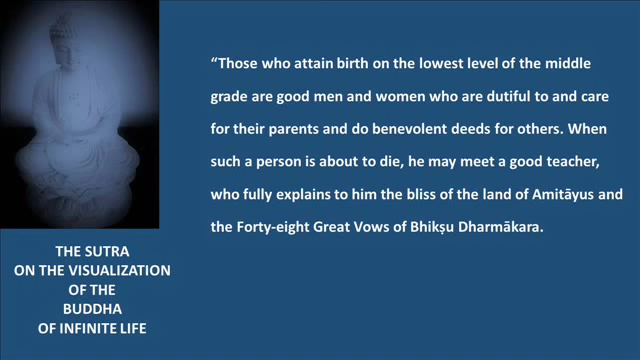 “Those who attain birth on the lowest level of the middle
grade are good men and women who are dutiful to and care
for their parents and do benevolent deeds for others. When
such a person is about to die, he may meet a good teacher,
who fully explains to him the bliss of the land of Amitāyus and
the Forty-eight Great Vows of Bhikṣu Dharmākara.
THE SUTRA
ON THE VISUALIZATION
OF THE
BUDDHA
OF INFINITE LIFE